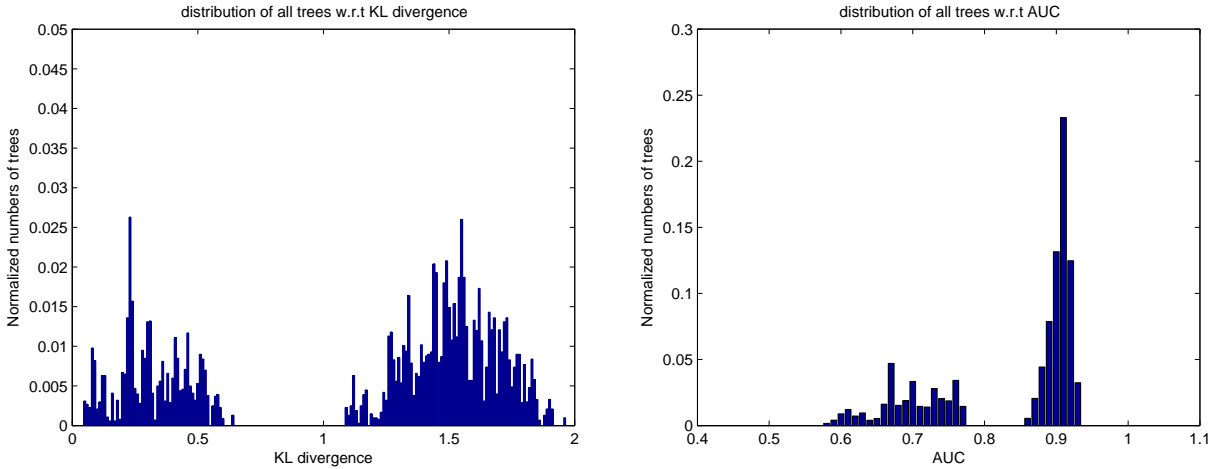 distribution of all trees w.r.t KL divergence
0.05
0.045
0.04
0.035
0.03
0.025
0.02
0.015
0.01
0.005
0
Normalized numbers of trees
0 0.5 1 1.5 2
KL divergence
distribution of all trees w.r.t AUC
0.3
0.25
0.2
0.15
0.1
0.05
0
Normalized numbers of trees
0.4 0.5 0.6 0.7 0.8 0.9 1 1.1
AUC